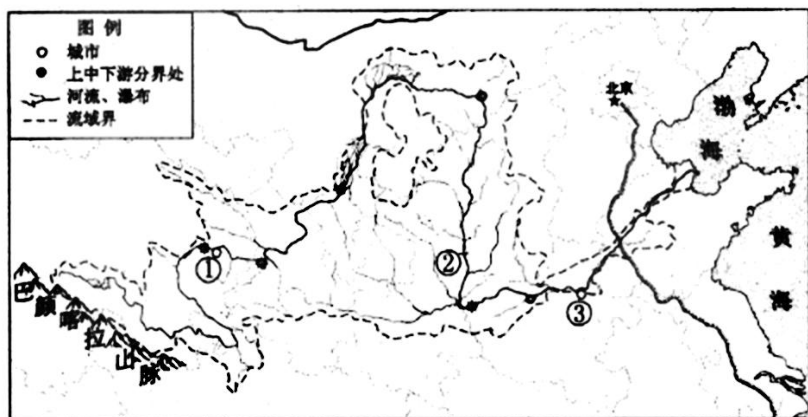 图 例
城市
上中下游分界处
河流、瀑布
流域界
北京
渤海
黄海
①
②
③
巴颜喀拉山脉